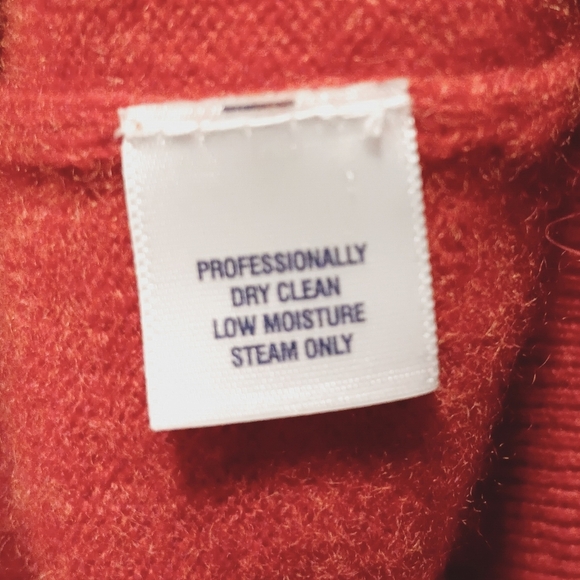 PROFESSIONALLY
DRY CLEAN
LOW MOISTURE
STEAM ONLY